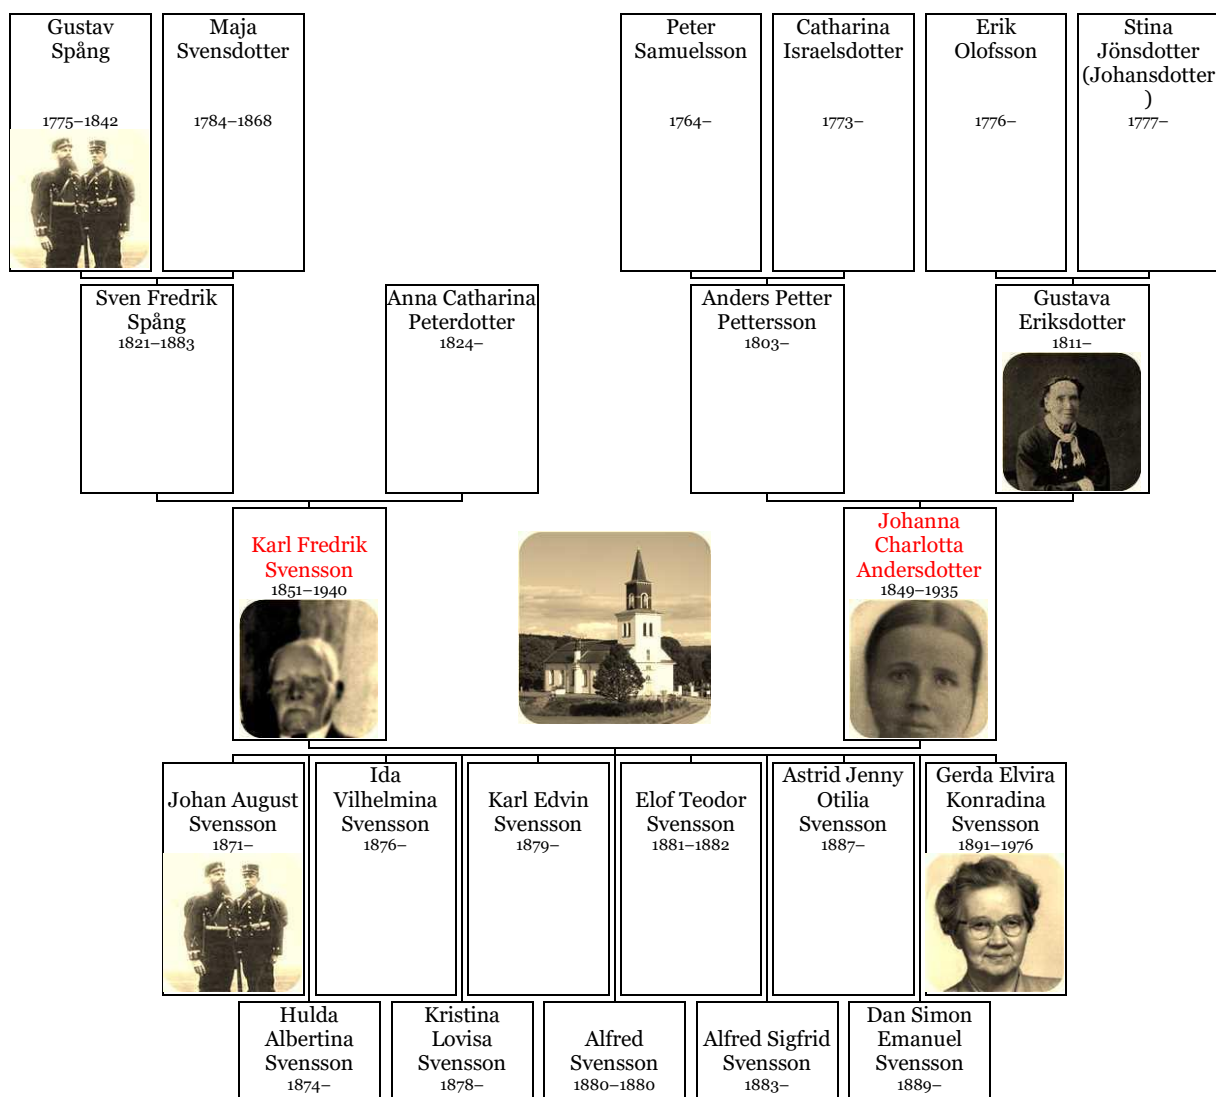 Gustav
Spång
1775–1842
Maja
Svensdotter
1784–1868
Peter
Samuelsson
1764–
Catharina
Israelsdotter
1773–
Erik
Olofsson
1776–
Stina
Jönsdotter
(Johansdotter
)
1777–
Sven Fredrik
Spång
1821–1883
Anna Catharina
Peterdotter
1824–
Anders Petter
Pettersson
1803–
Gustava
Eriksdotter
1811–
Karl Fredrik
Svensson
1851–1940
Johanna
Charlotta
Andersdotter
1849–1935
Johan August
Svensson
1871–
Ida
Vilhelmina
Svensson
1876–
Karl Edvin
Svensson
1879–
Elof Teodor
Svensson
1881–1882
Astrid Jenny
Otilia
Svensson
1887–
Gerda Elvira
Konradina
Svensson
1891–1976
Hulda
Albertina
Svensson
1874–
Kristina
Lovisa
Svensson
1878–
Alfred
Svensson
1880–1880
Alfred Sigfrid
Svensson
1883–
Dan Simon
Emanuel
Svensson
1889–